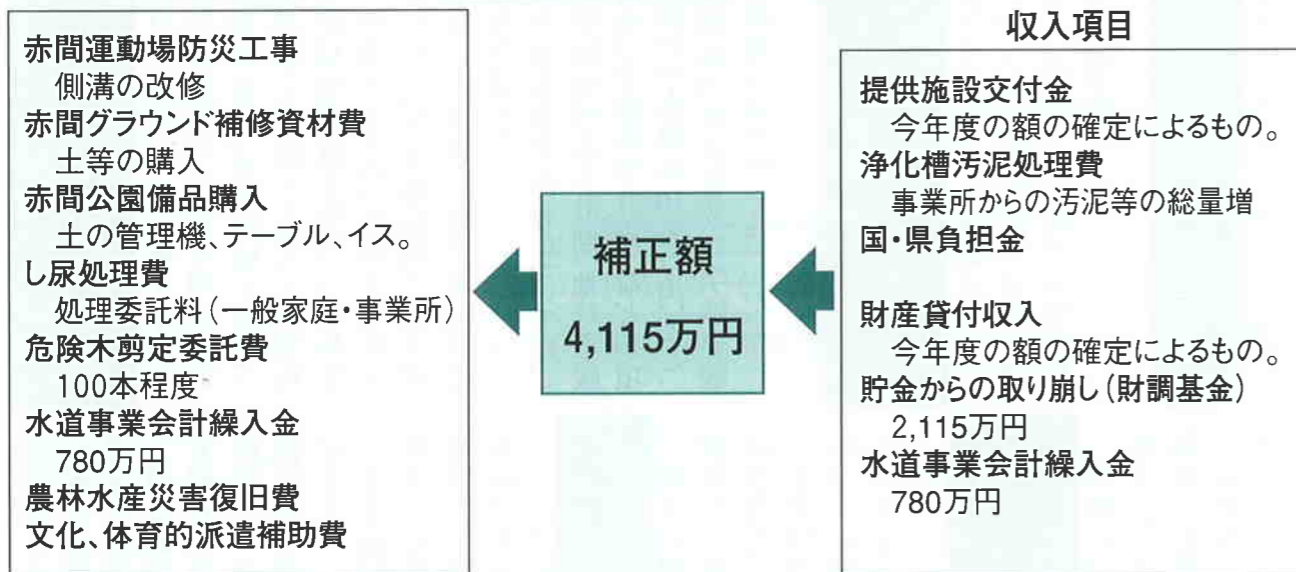 赤間運動場防災工事
側溝の改修
赤間グラウンド補修資材費
土等の購入
赤間公園備品購入
土の管理機、テーブル、イス。
し尿処理費
処理委託料(一般家庭・事業所)
危険木剪定委託費
100本程度
水道事業会計繰入金
780万円
農林水産災害復旧費
文化、体育的派遣補助費
補正額
4,115万円
収入項目
提供施設交付金
今年度の額の確定によるもの。
浄化槽汚泥処理費
事業所からの汚泥等の総量増
国・県負担金
財産貸付収入
今年度の額の確定によるもの。
貯金からの取り崩し(財調基金)
2,115万円
水道事業会計繰入金
780万円